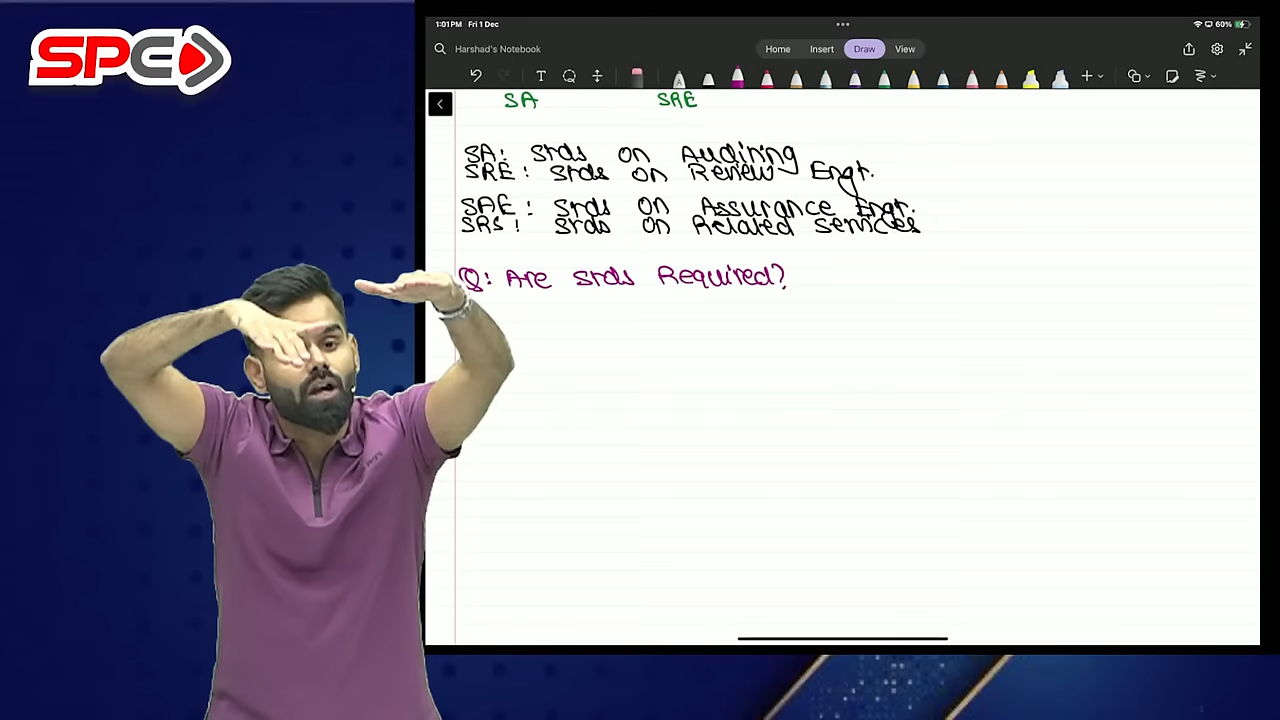 SPC
1:01PM Fri 1 Dec
60%
Harshad's Notebook
Home Insert Draw View
SA SAE
SA: Stds on Auditing
SRE: Stds on Review Engt.
SAE: Stds on Assurance Engt.
SRS: Stds on Related Services
Q: Are Stds Required?